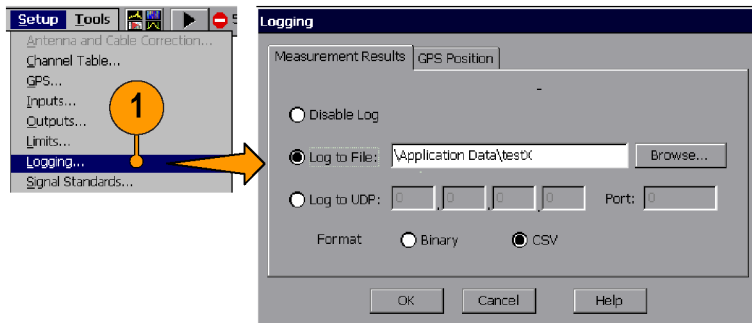 Setup Tools
Antenna and Cable Correction...
Channel Table...
GPS...
Inputs...
Outputs...
Limits...
Logging...
Signal Standards...
1
Logging
Measurement Results GPS Position
Disable Log
Log to File: \Application Data\testX Browse...
Log to UDP: 0 . 0 . 0 . 0 Port: 0
Format Binary CSV
OK Cancel Help